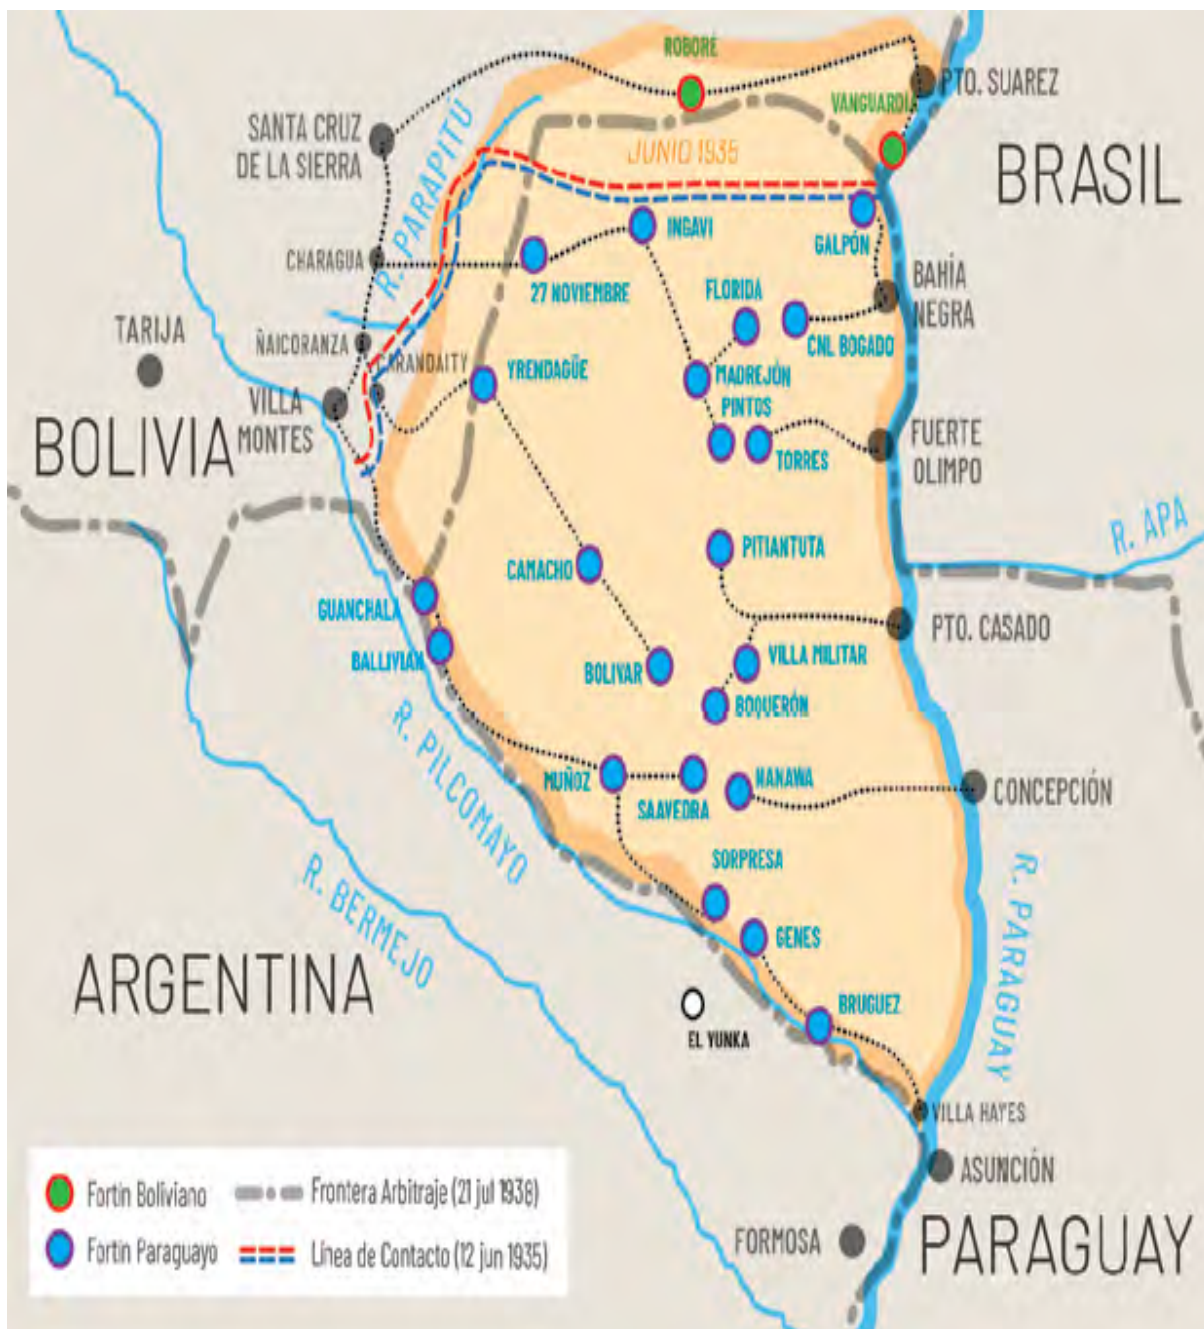 ROBORÉ
PTO. SUAREZ
VANGUARDIA
SANTA CRUZ
DE LA SIERRA
R. PARAPITÚ
JUNIO 1935
BRASIL
INGAVI
GALPÓN
CHARAGUA
27 NOVIEMBRE
FLORIDA
BAHÍA
NEGRA
CNL BOGADO
TARIJA
ÑAICORANZA
CARANDAITY
YRENDAGÜE
MADREJÓN
VILLA
MONTES
PINTOS
BOLIVIA
TORRES
FUERTE
OLIMPO
R. APA
PITIANTUTA
CAMACHO
GUANCHALA
PTO. CASADO
BALLIVIÁN
BOLIVAR
VILLA MILITAR
BOQUERÓN
R. PILCOMAYO
MUÑOZ
NANAWA
SAAVEDRA
CONCEPCIÓN
SORPRESA
R. BERMEJO
R. PARAGUAY
GENES
ARGENTINA
BRUGUEZ
EL YUNKA
VILLA HAYES
ASUNCIÓN
Fortín Boliviano
Frontera Arbitraje (21 jul 1938)
Fortín Paraguayo
Línea de Contacto (12 jun 1935)
FORMOSA
PARAGUAY